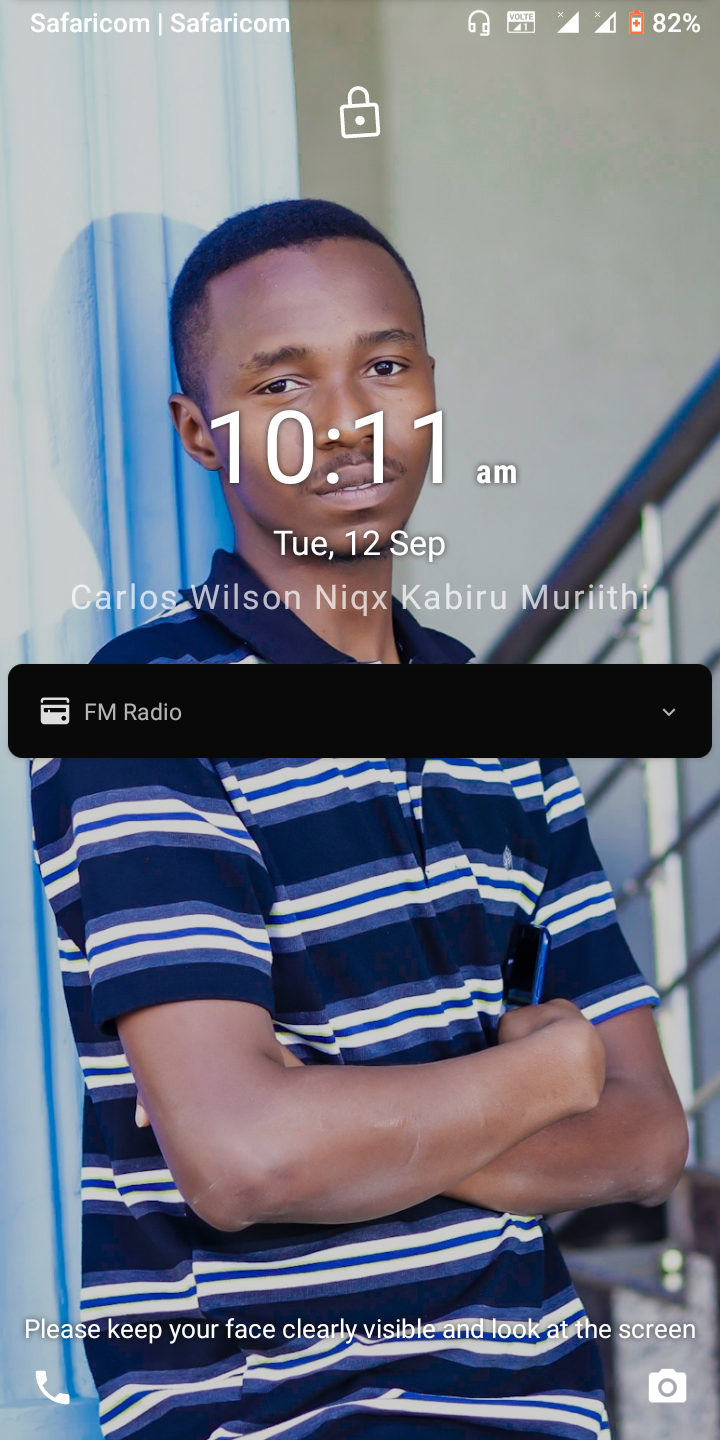 Safaricom | Safaricom VOLTE 1 82%
10:11 am
Tue, 12 Sep
Carlos Wilson Niqx Kabiru Muriithi
FM Radio
Please keep your face clearly visible and look at the screen